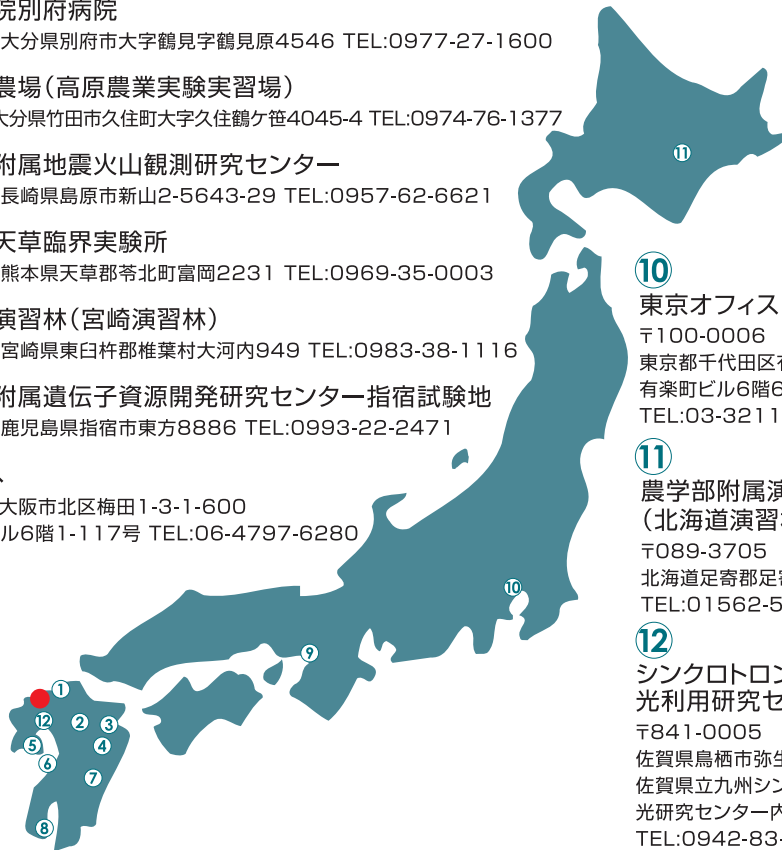 院別府病院
大分県別府市大字鶴見字鶴見原4546 TEL:0977-27-1600
農場(高原農業実験実習場)
大分県竹田市久住町大字久住鶴ケ笹4045-4 TEL:0974-76-1377
附属地震火山観測研究センター
長崎県島原市新山2-5643-29 TEL:0957-62-6621
天草臨界実験所
熊本県天草郡苓北町富岡2231 TEL:0969-35-0003
演習林(宮崎演習林)
宮崎県東臼杵郡椎葉村大河内949 TEL:0983-38-1116
附属遺伝子資源開発研究センター指宿試験地
鹿児島県指宿市東方8886 TEL:0993-22-2471
大阪市北区梅田1-3-1-600
ル6階1-117号 TEL:06-4797-6280
⑩
東京オフィス
〒100-0006
東京都千代田区有
有楽町ビル6階6
TEL:03-3211
⑪
農学部附属演
(北海道演習
〒089-3705
北海道足寄郡足寄
TEL:01562-5
⑫
シンクロトロン
光利用研究セ
〒841-0005
佐賀県鳥栖市弥生
佐賀県立九州シン
光研究センター内
TEL:0942-83-
⑪
⑩
⑨
①
⑫
②
③
⑤
④
⑥
⑦
⑧